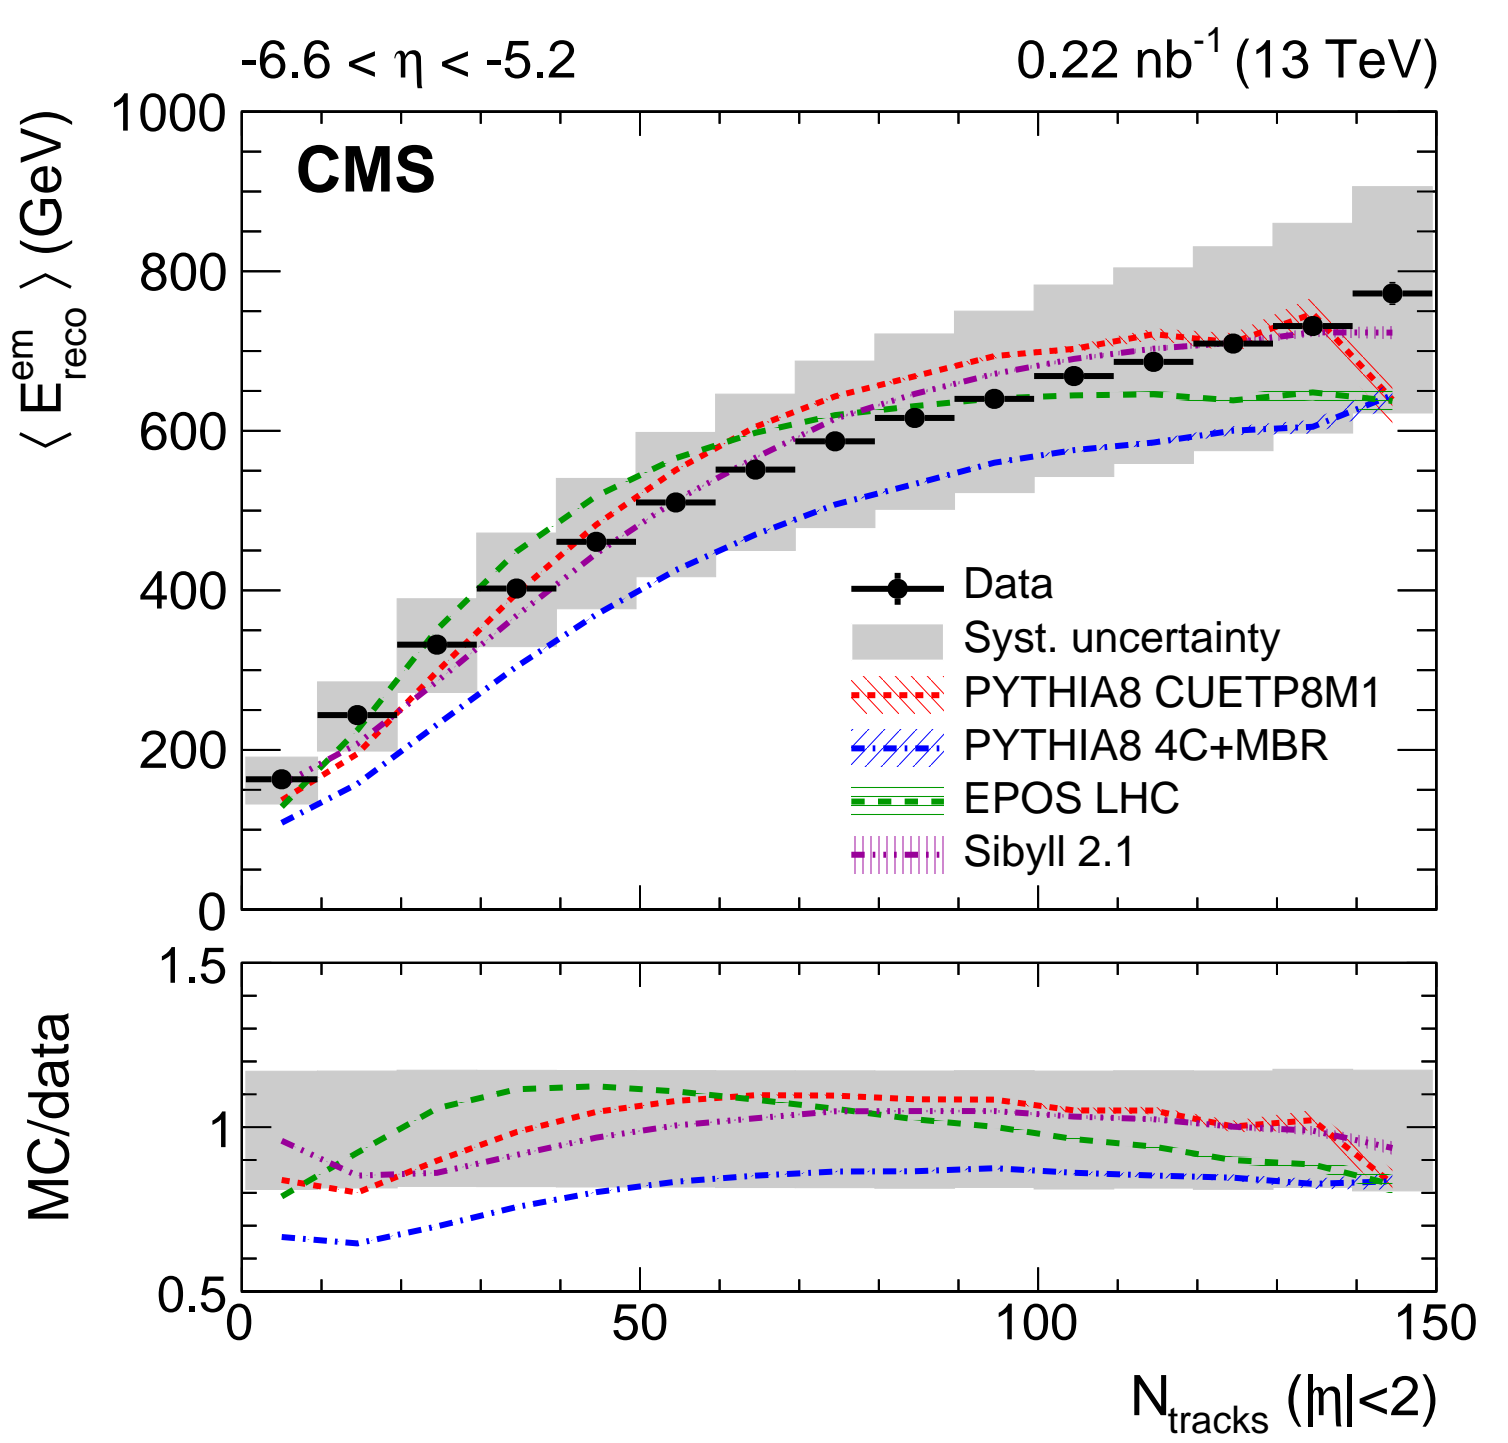 -6.6 < η < -5.2
0.22 nb⁻¹ (13 TeV)
⟨ E^em_reco ⟩ (GeV)
1000
800
600
400
200
0
CMS
Data
Syst. uncertainty
PYTHIA8 CUETP8M1
PYTHIA8 4C+MBR
EPOS LHC
Sibyll 2.1
MC/data
1.5
1
0.5
0 50 100 150
N_tracks (|η|<2)